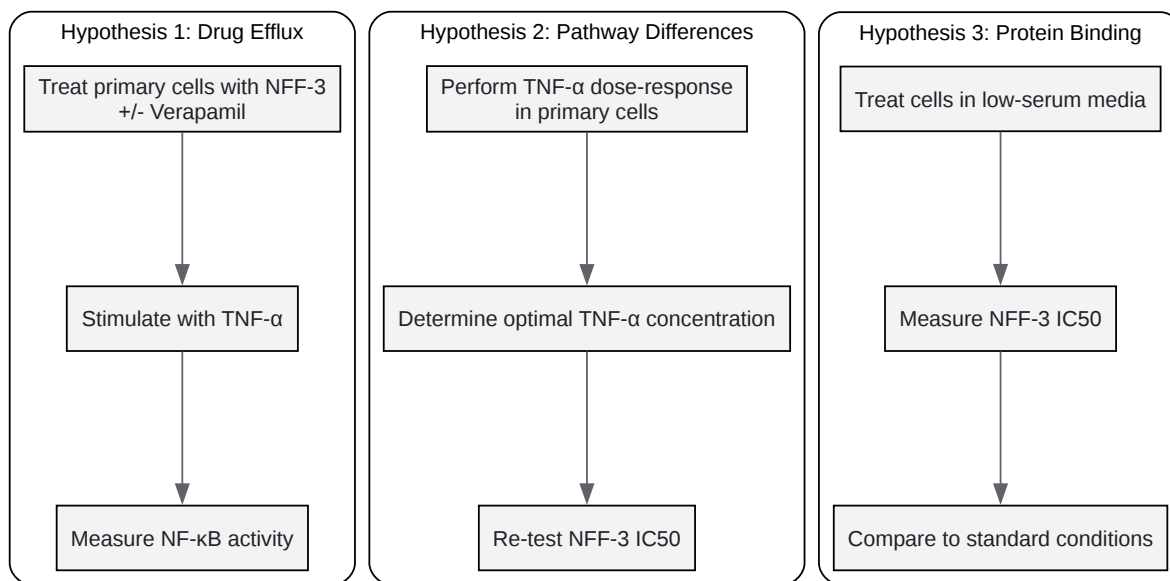 Hypothesis 1: Drug Efflux
Treat primary cells with NFF-3
+/- Verapamil
Stimulate with TNF-α
Measure NF-κB activity
Hypothesis 2: Pathway Differences
Perform TNF-α dose-response
in primary cells
Determine optimal TNF-α concentration
Re-test NFF-3 IC50
Hypothesis 3: Protein Binding
Treat cells in low-serum media
Measure NFF-3 IC50
Compare to standard conditions